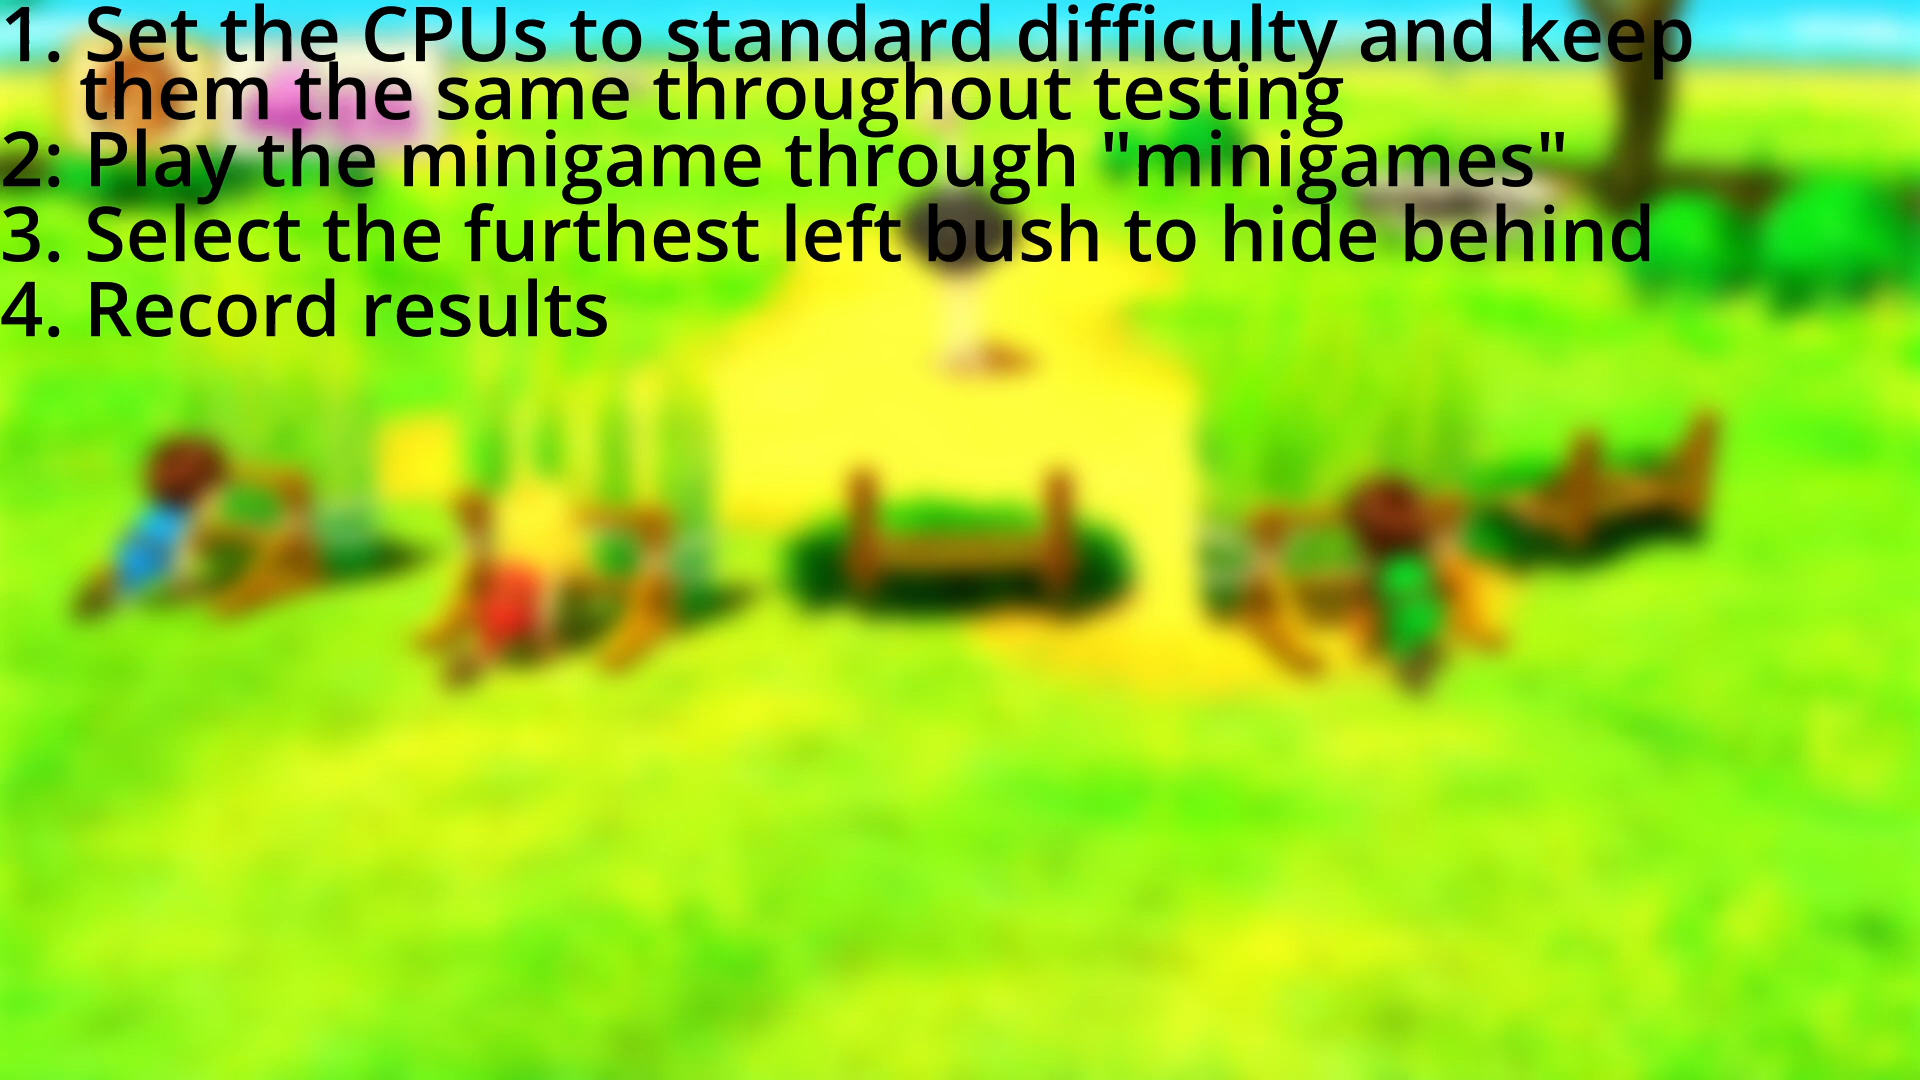 1. Set the CPUs to standard difficulty and keep
them the same throughout testing
2: Play the minigame through "minigames"
3. Select the furthest left bush to hide behind
4. Record results